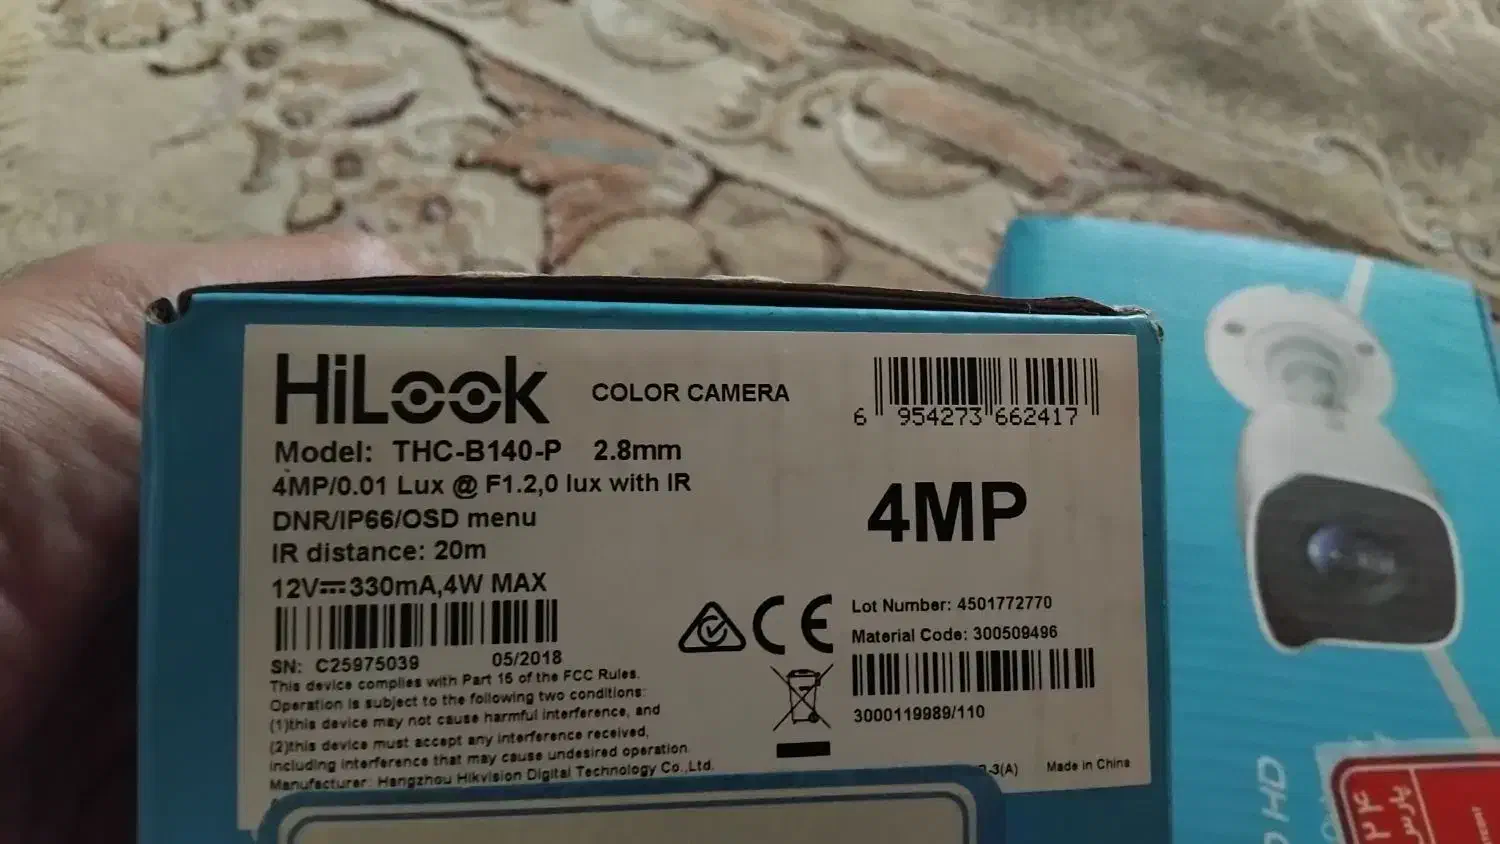 HiLook COLOR CAMERA
6 954273 662417
Model: THC-B140-P 2.8mm
4MP/0.01 Lux @ F1.2,0 lux with IR
DNR/IP66/OSD menu
IR distance: 20m
12V⎓330mA,4W MAX
4MP
SN: C25975039 05/2018
This device complies with Part 15 of the FCC Rules.
Operation is subject to the following two conditions:
(1)this device may not cause harmful interference, and
(2)this device must accept any interference received,
including interference that may cause undesired operation.
Manufacturer: Hangzhou Hikvision Digital Technology Co.,Ltd.
CE
Lot Number: 4501772770
Material Code: 300509496
3000119989/110
-3(A) Made in China
HD
۲۴
پارس